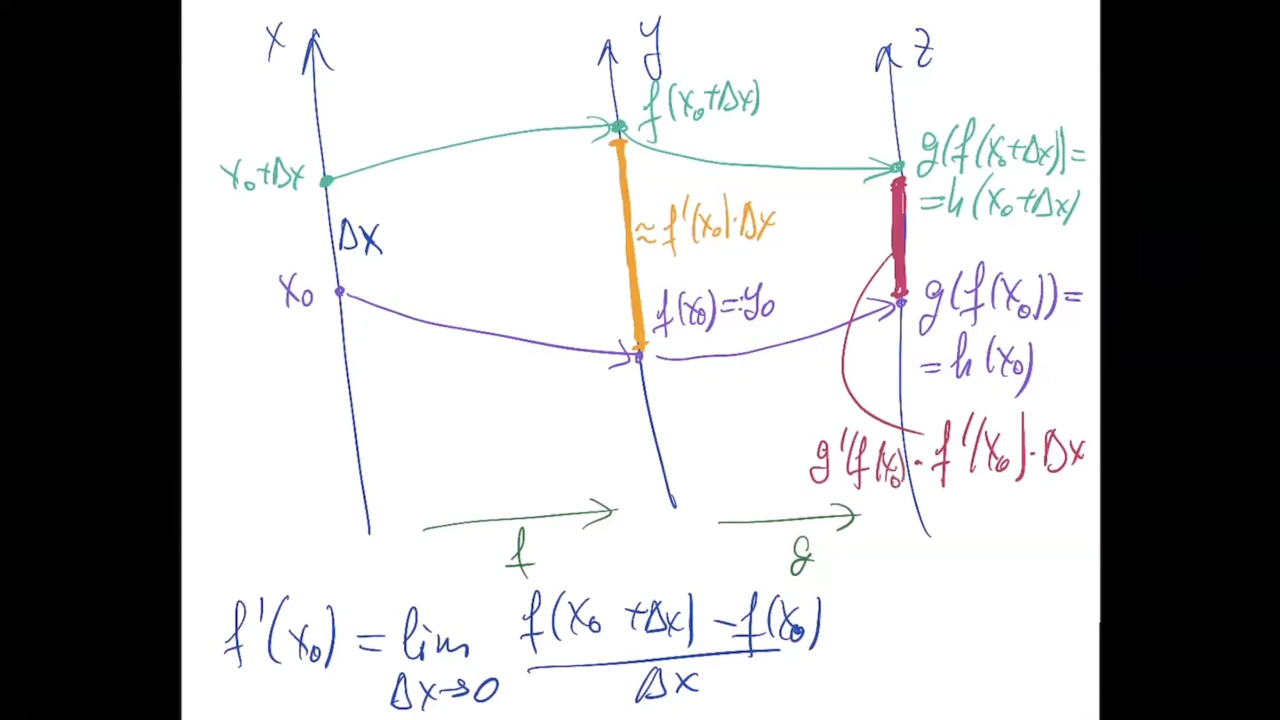 x
y
z
f(x₀+Δx)
x₀+Δx
g(f(x₀+Δx))=
=h(x₀+Δx)
Δx
≈f'(x₀)·Δx
x₀
f(x₀)=:y₀
g(f(x₀))=
=h(x₀)
g'(f(x₀)·f'(x₀)·Δx
f
g
f'(x₀) = lim Δx→0 f(x₀+Δx)−f(x₀) / Δx